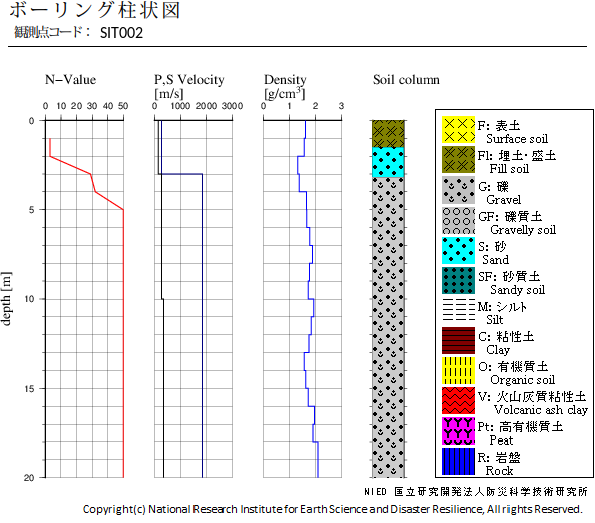 ボーリング柱状図
観測点コード： SIT002
N−Value
P,S Velocity
[m/s]
Density
[g/cm3]
Soil column
0 10 20 30 40 50
0 1000 2000 3000
0 1 2 3
0
5
10
15
20
depth [m]
F: 表土
Surface soil
Fl: 埋土・盛土
Fill soil
G: 礫
Gravel
GF: 礫質土
Gravelly soil
S: 砂
Sand
SF: 砂質土
Sandy soil
M: シルト
Silt
C: 粘性土
Clay
O: 有機質土
Organic soil
V: 火山灰質粘性土
Volcanic ash clay
Pt: 高有機質土
Peat
R: 岩盤
Rock
NIED 国立研究開発法人防災科学技術研究所
Copyright(c) National Research Institute for Earth Science and Disaster Resilience, All rights Reserved.